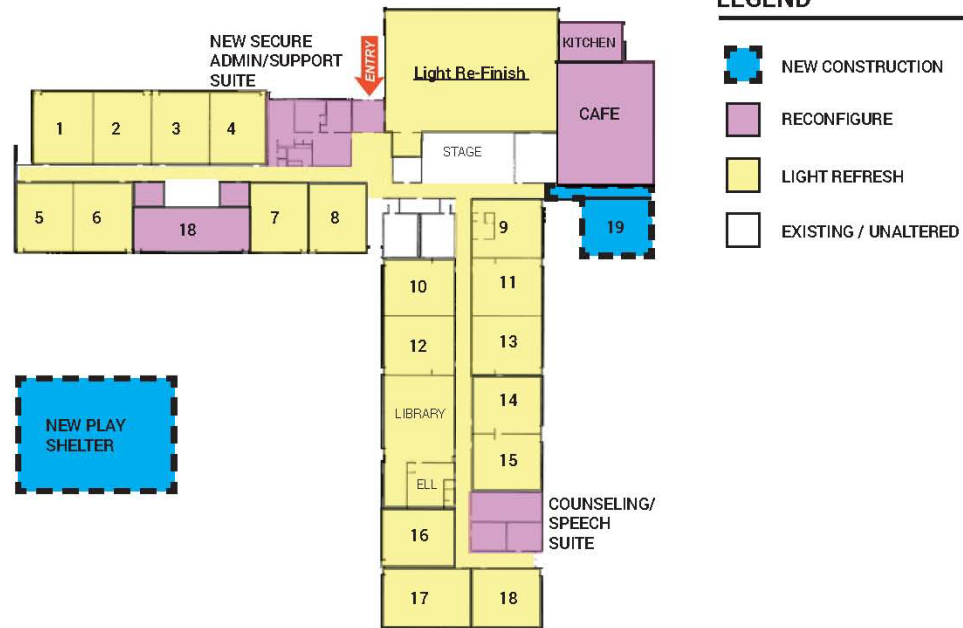 LEGEND
NEW CONSTRUCTION
RECONFIGURE
LIGHT REFRESH
EXISTING / UNALTERED
NEW SECURE
ADMIN/SUPPORT
SUITE
ENTRY
Light Re-Finish
KITCHEN
CAFE
STAGE
1
2
3
4
5
6
18
7
8
9
19
10
11
12
13
LIBRARY
14
15
ELL
COUNSELING/
SPEECH
SUITE
16
17
18
NEW PLAY
SHELTER